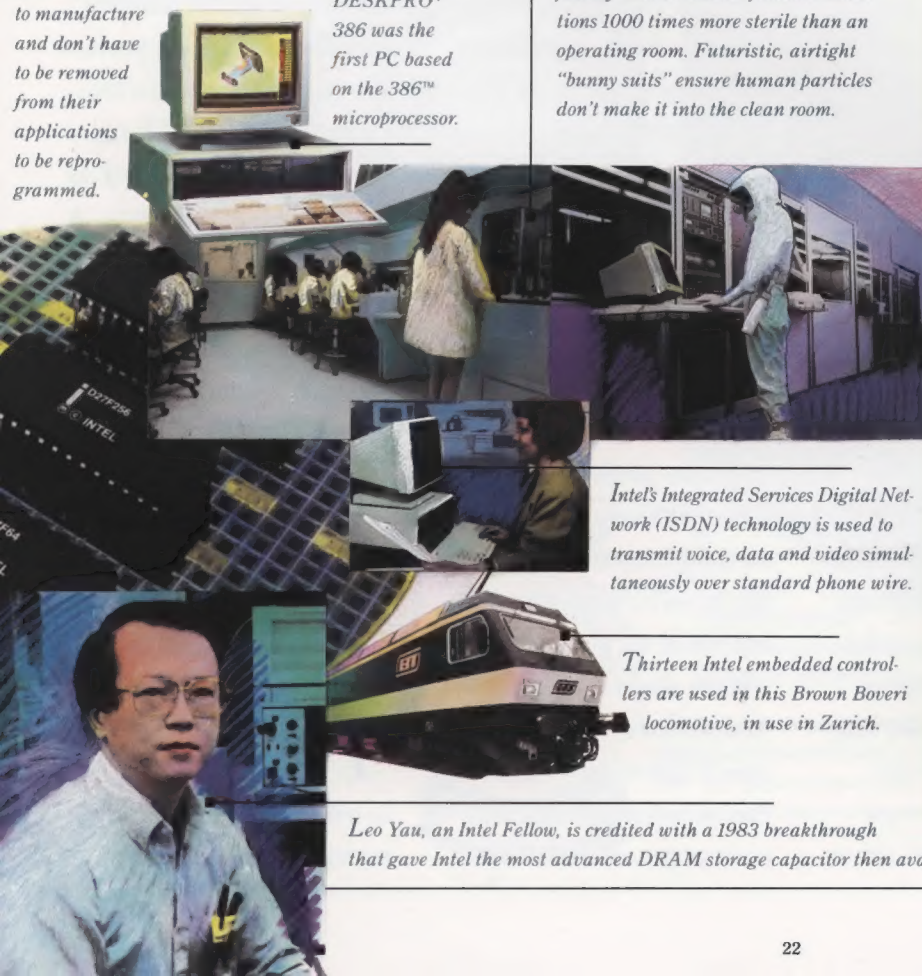 to manufacture
and don't have
to be removed
from their
applications
to be repro-
grammed.
DESKPRO
386 was the
first PC based
on the 386™
microprocessor.
tions 1000 times more sterile than an
operating room. Futuristic, airtight
"bunny suits" ensure human particles
don't make it into the clean room.
D27F256
INTEL
F64
Intel's Integrated Services Digital Net-
work (ISDN) technology is used to
transmit voice, data and video simul-
taneously over standard phone wire.
BT
Thirteen Intel embedded control-
lers are used in this Brown Boveri
locomotive, in use in Zurich.
Leo Yau, an Intel Fellow, is credited with a 1983 breakthrough
that gave Intel the most advanced DRAM storage capacitor then
22